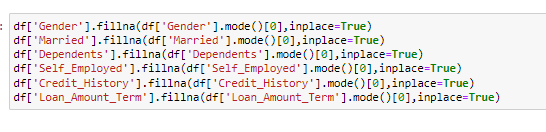 :
df['Gender'].fillna(df['Gender'].mode()[0],inplace=True)
df['Married'].fillna(df['Married'].mode()[0],inplace=True)
df['Dependents'].fillna(df['Dependents'].mode()[0],inplace=True)
df['Self_Employed'].fillna(df['Self_Employed'].mode()[0],inplace=True)
df['Credit_History'].fillna(df['Credit_History'].mode()[0],inplace=True)
df['Loan_Amount_Term'].fillna(df['Loan_Amount_Term'].mode()[0],inplace=True)